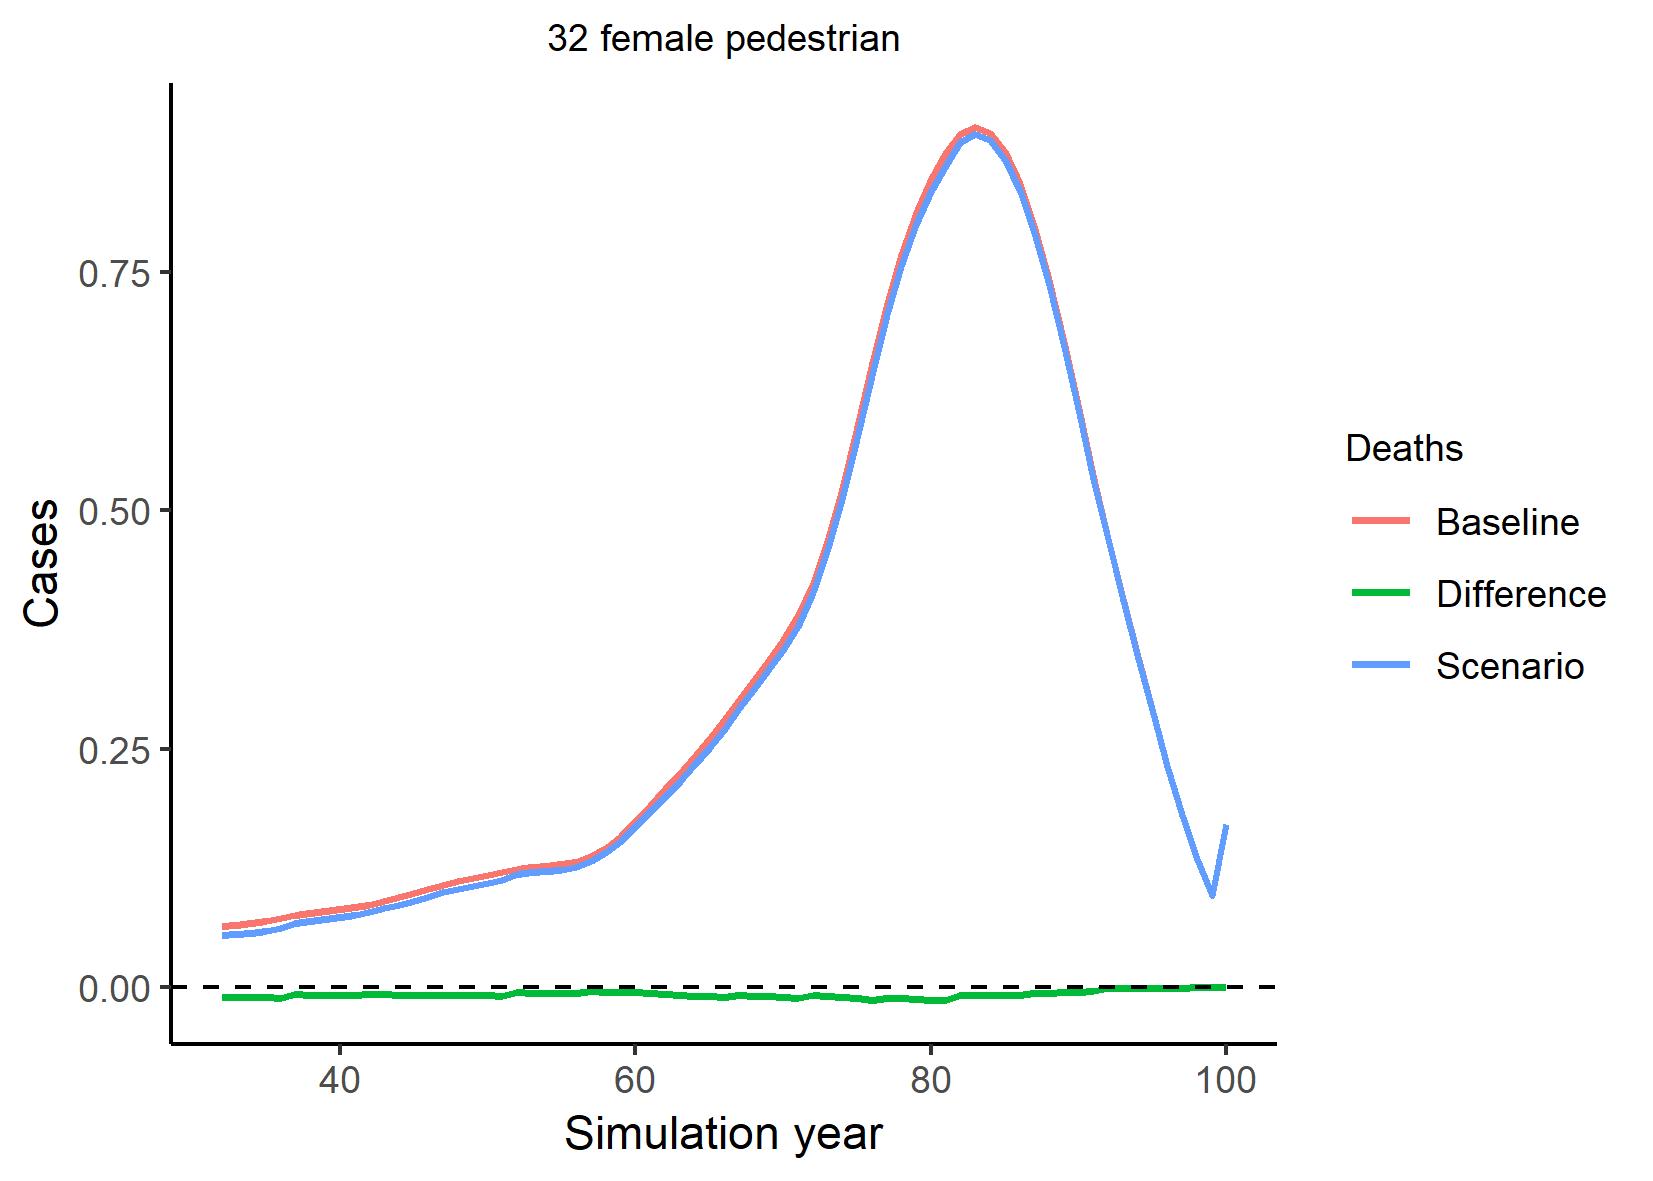 32 female pedestrian
Cases
0.75
0.50
0.25
0.00
40 60 80 100
Simulation year
Deaths
Baseline
Difference
Scenario